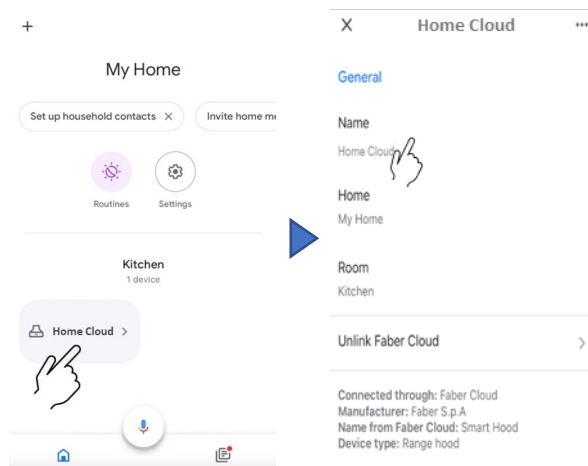 +
My Home
Set up household contacts ×
Invite home me
Routines
Settings
Kitchen
1 device
Home Cloud >
X Home Cloud ...
General
Name
Home Cloud
Home
My Home
Room
Kitchen
Unlink Faber Cloud >
Connected through: Faber Cloud
Manufacturer: Faber S.p.A
Name from Faber Cloud: Smart Hood
Device type: Range hood